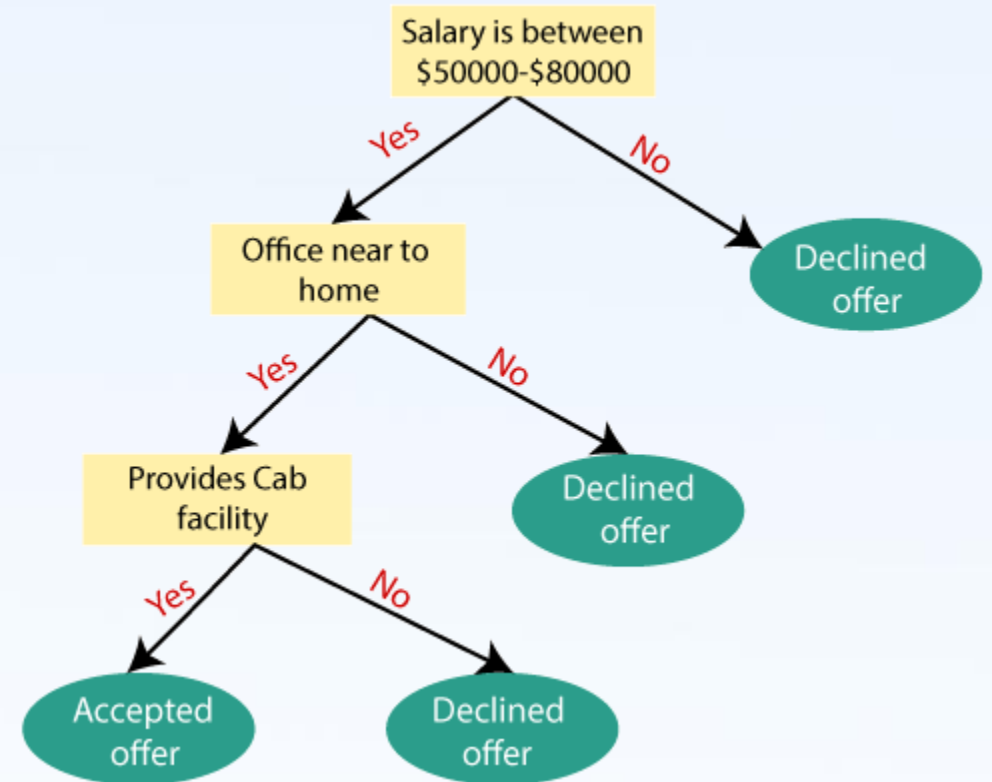 Salary is between
$50000-$80000
Yes
No
Office near to
home
Declined
offer
Yes
No
Provides Cab
facility
Declined
offer
Yes
No
Accepted
offer
Declined
offer